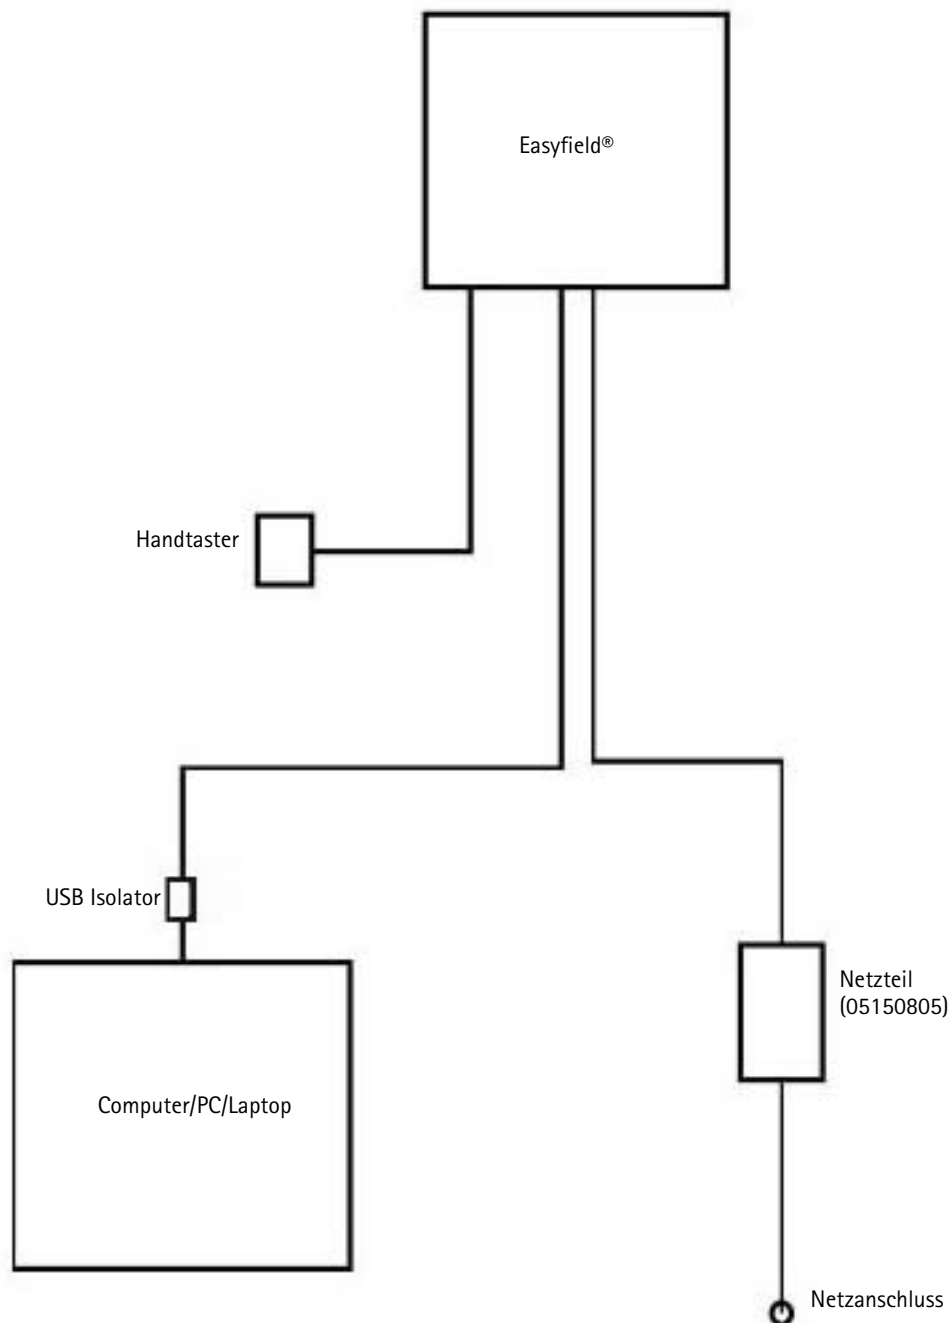 Easyfield®
Handtaster
USB Isolator
Netzteil
(05150805)
Computer/PC/Laptop
Netzanschluss